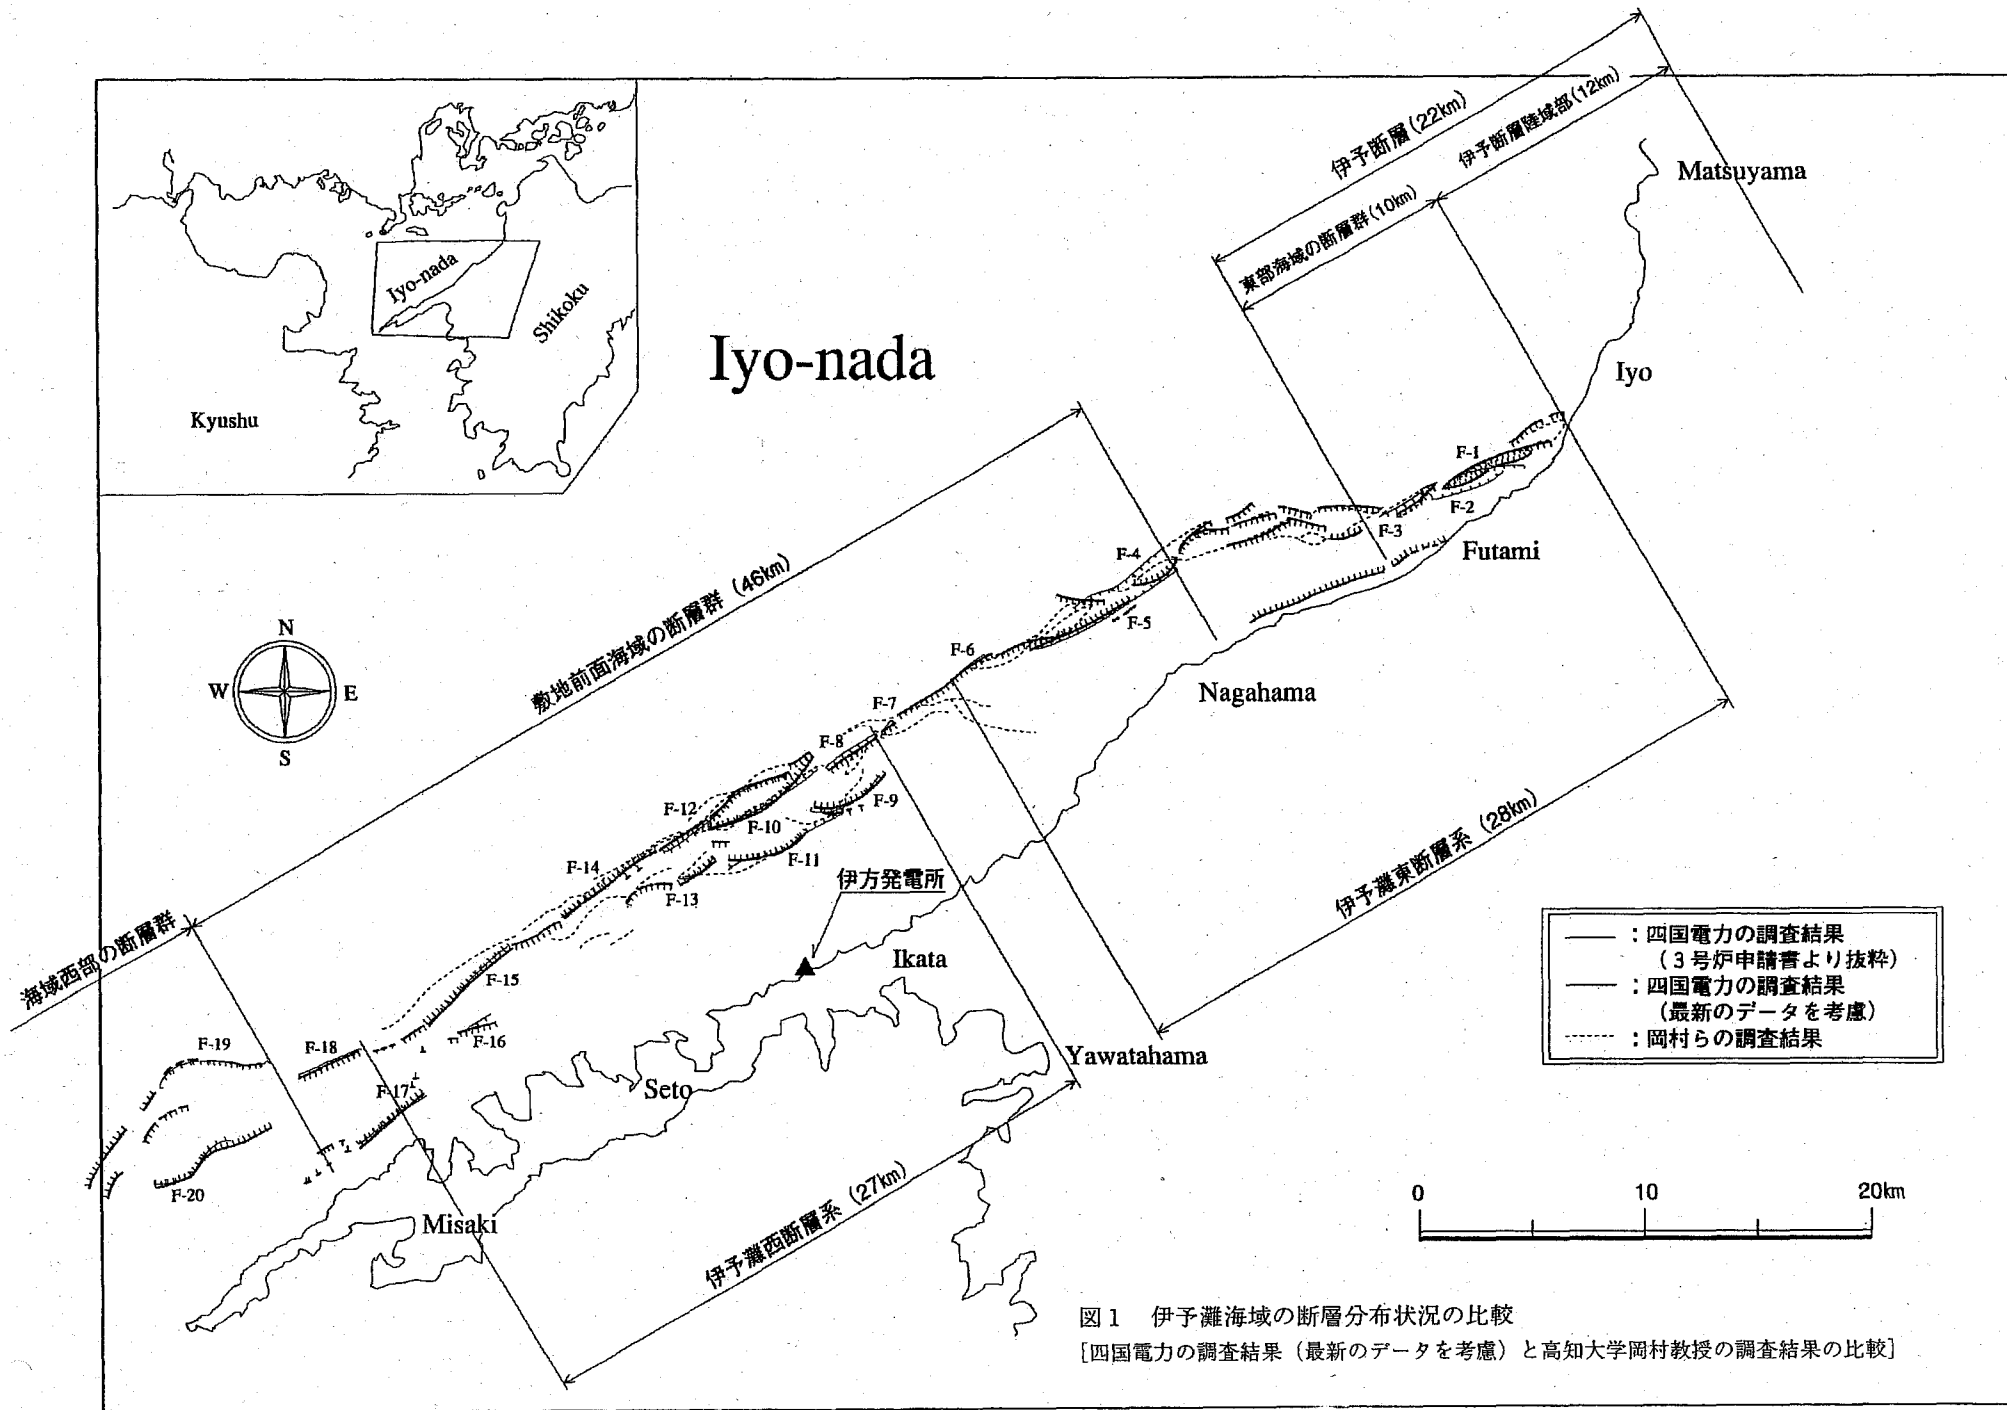 伊予断層(22km)
伊予断層陸域部(12km)
東部海域の断層群(10km)
Matsuyama
Iyo-nada
Shikoku
Kyushu
Iyo-nada
Iyo
F-1
F-2
F-3
Futami
F-4
F-5
敷地前面海域の断層群(46km)
N
W
E
S
F-6
F-7
Nagahama
F-8
F-9
F-12
F-10
F-11
F-14
F-13
伊方発電所
伊予灘東断層系(28km)
海域西部の断層群
F-15
Ikata
F-16
F-19
F-18
F-17
Seto
Yawatahama
F-20
Misaki
伊予灘西断層系(27km)
:四国電力の調査結果
(3号炉申請書より抜粋)
:四国電力の調査結果
(最新のデータを考慮)
:岡村らの調査結果
0
10
20km
図1 伊予灘海域の断層分布状況の比較
[四国電力の調査結果(最新のデータを考慮)と高知大学岡村教授の調査結果の比較]